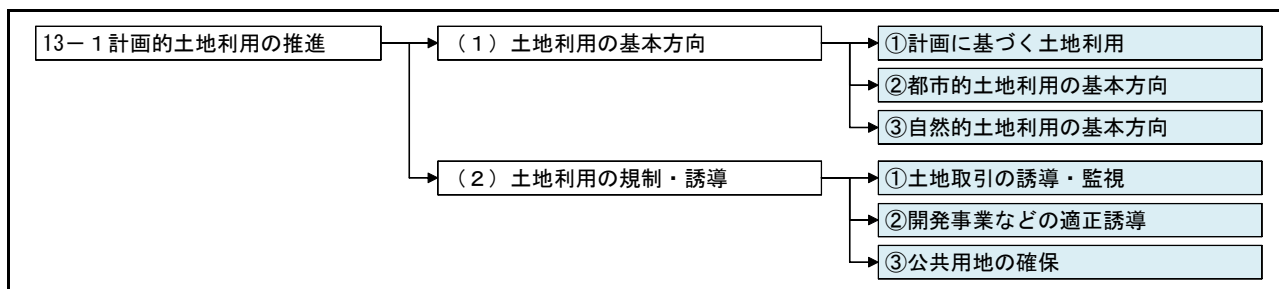 13－１計画的土地利用の推進
（１）土地利用の基本方向
①計画に基づく土地利用
②都市的土地利用の基本方向
③自然的土地利用の基本方向
（２）土地利用の規制・誘導
①土地取引の誘導・監視
②開発事業などの適正誘導
③公共用地の確保